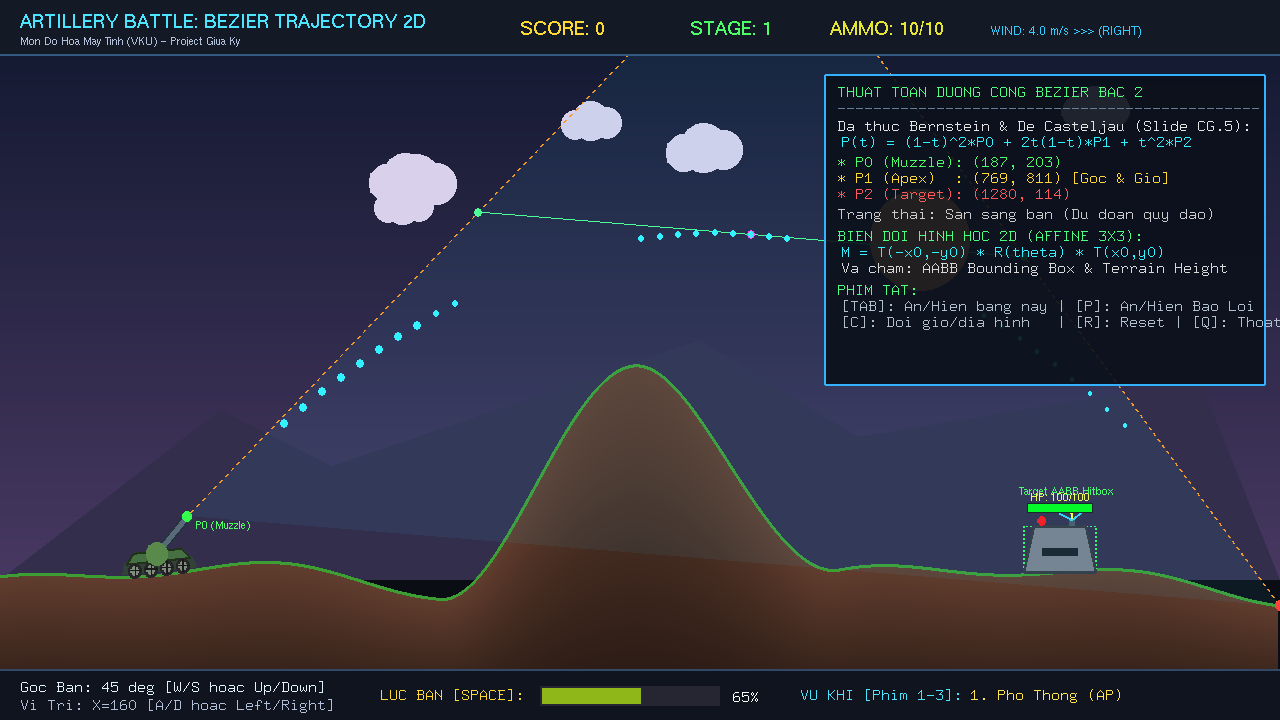 ARTILLERY BATTLE: BEZIER TRAJECTORY 2D
Mon Do Hoa May Tinh (VKU) – Project Giua Ky
SCORE: 0
STAGE: 1
AMMO: 10/10
WIND: 4.0 m/s >>> (RIGHT)
THUAT TOAN DUONG CONG BEZIER BAC 2
-----------------------------------------------
Da thuc Bernstein & De Casteljau (Slide CG.5):
P(t) = (1-t)^2*P0 + 2t(1-t)*P1 + t^2*P2
* P0 (Muzzle): (187, 203)
* P1 (Apex)  : (769, 811) [Goc & Gio]
* P2 (Target): (1280, 114)
Trang thai: San sang ban (Du doan quy dao)
BIEN DOI HINH HOC 2D (AFFINE 3X3):
M = T(-x0,-y0) * R(theta) * T(x0,y0)
Va cham: AABB Bounding Box & Terrain Height
PHIM TAT:
[TAB]: An/Hien bang nay | [P]: An/Hien Bao Loi
[C]: Doi gio/dia hinh   | [R]: Reset | [Q]: Thoat
Target AABB Hitbox
HP: 100/100
P0 (Muzzle)
Goc Ban: 45 deg [W/S hoac Up/Down]
Vi Tri: X=160 [A/D hoac Left/Right]
LUC BAN [SPACE]:
65%
VU KHI [Phim 1-3]: 1. Pho Thong (AP)